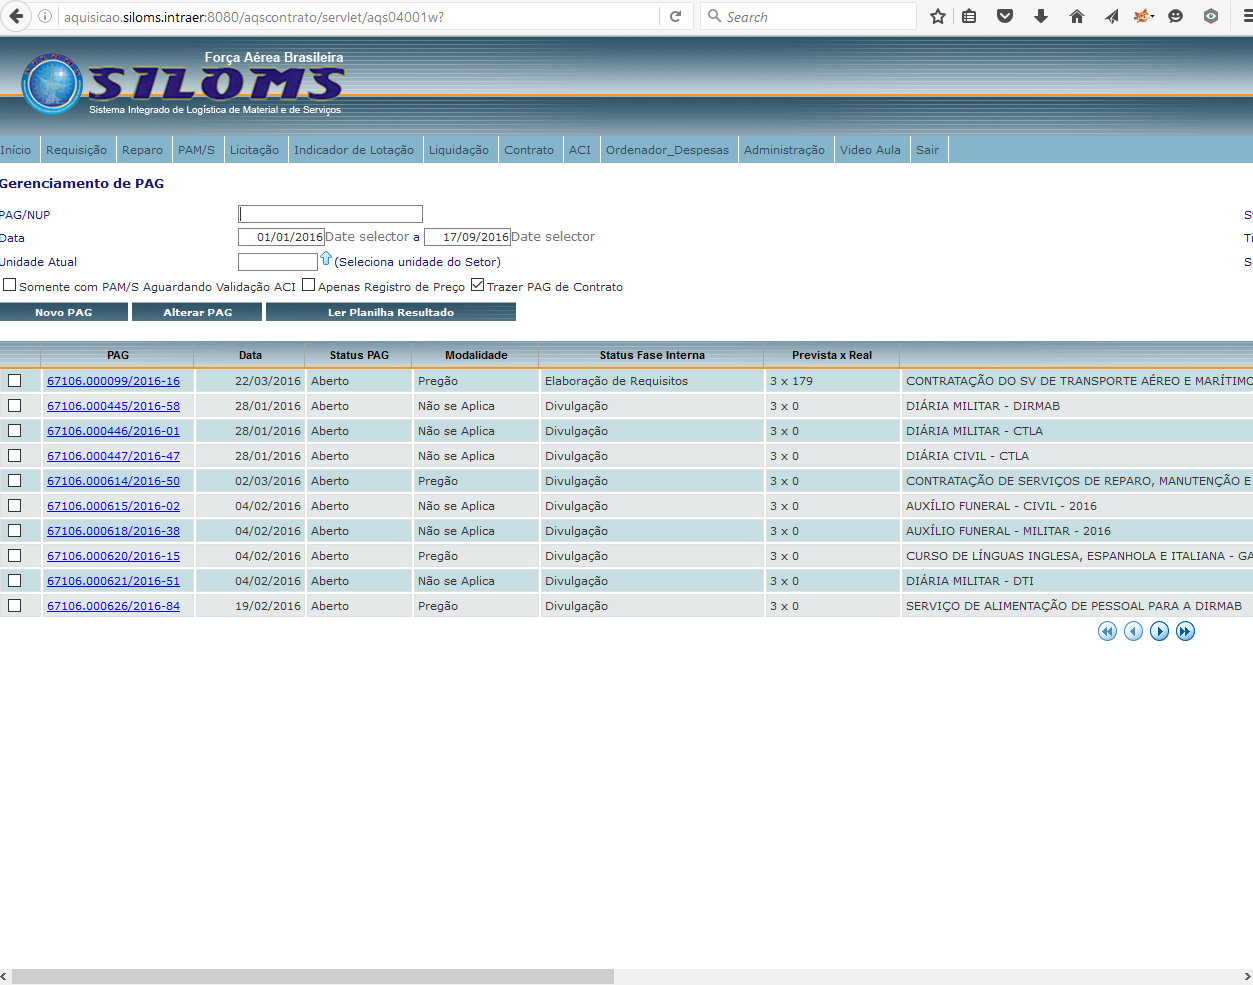 aquisicao.siloms.intraer:8080/aqscontrato/servlet/aqs04001w?
Search
Força Aérea Brasileira
SILOMS
Sistema Integrado de Logística de Material e de Serviços
Início Requisição Reparo PAM/S Licitação Indicador de Lotação Liquidação Contrato ACI Ordenador_Despesas Administração Video Aula Sair
Gerenciamento de PAG
PAG/NUP
Data 01/01/2016 Date selector a 17/09/2016 Date selector
Unidade Atual (Seleciona unidade do Setor)
Somente com PAM/S Aguardando Validação ACI Apenas Registro de Preço Trazer PAG de Contrato
Novo PAG Alterar PAG Ler Planilha Resultado
PAG Data Status PAG Modalidade Status Fase Interna Prevista x Real
67106.000099/2016-16 22/03/2016 Aberto Pregão Elaboração de Requisitos 3 x 179 CONTRATAÇÃO DO SV DE TRANSPORTE AÉREO E MARÍTIMO
67106.000445/2016-58 28/01/2016 Aberto Não se Aplica Divulgação 3 x 0 DIÁRIA MILITAR - DIRMAB
67106.000446/2016-01 28/01/2016 Aberto Não se Aplica Divulgação 3 x 0 DIÁRIA MILITAR - CTLA
67106.000447/2016-47 28/01/2016 Aberto Não se Aplica Divulgação 3 x 0 DIÁRIA CIVIL - CTLA
67106.000614/2016-50 02/03/2016 Aberto Pregão Divulgação 3 x 0 CONTRATAÇÃO DE SERVIÇOS DE REPARO, MANUTENÇÃO E
67106.000615/2016-02 04/02/2016 Aberto Não se Aplica Divulgação 3 x 0 AUXÍLIO FUNERAL - CIVIL - 2016
67106.000618/2016-38 04/02/2016 Aberto Não se Aplica Divulgação 3 x 0 AUXÍLIO FUNERAL - MILITAR - 2016
67106.000620/2016-15 04/02/2016 Aberto Pregão Divulgação 3 x 0 CURSO DE LÍNGUAS INGLESA, ESPANHOLA E ITALIANA - GA
67106.000621/2016-51 04/02/2016 Aberto Não se Aplica Divulgação 3 x 0 DIÁRIA MILITAR - DTI
67106.000626/2016-84 19/02/2016 Aberto Pregão Divulgação 3 x 0 SERVIÇO DE ALIMENTAÇÃO DE PESSOAL PARA A DIRMAB